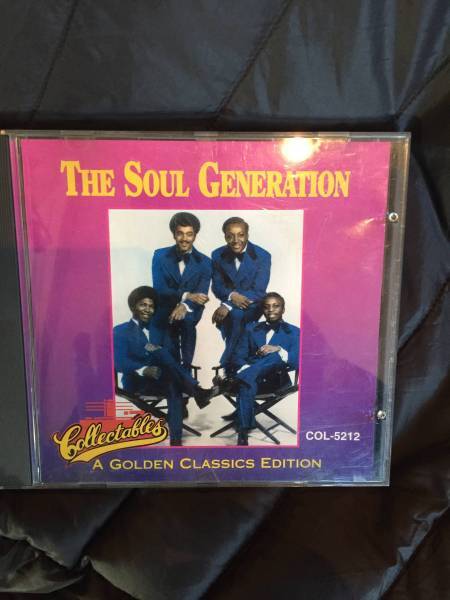 THE SOUL GENERATION
Collectables
COL-5212
A GOLDEN CLASSICS EDITION